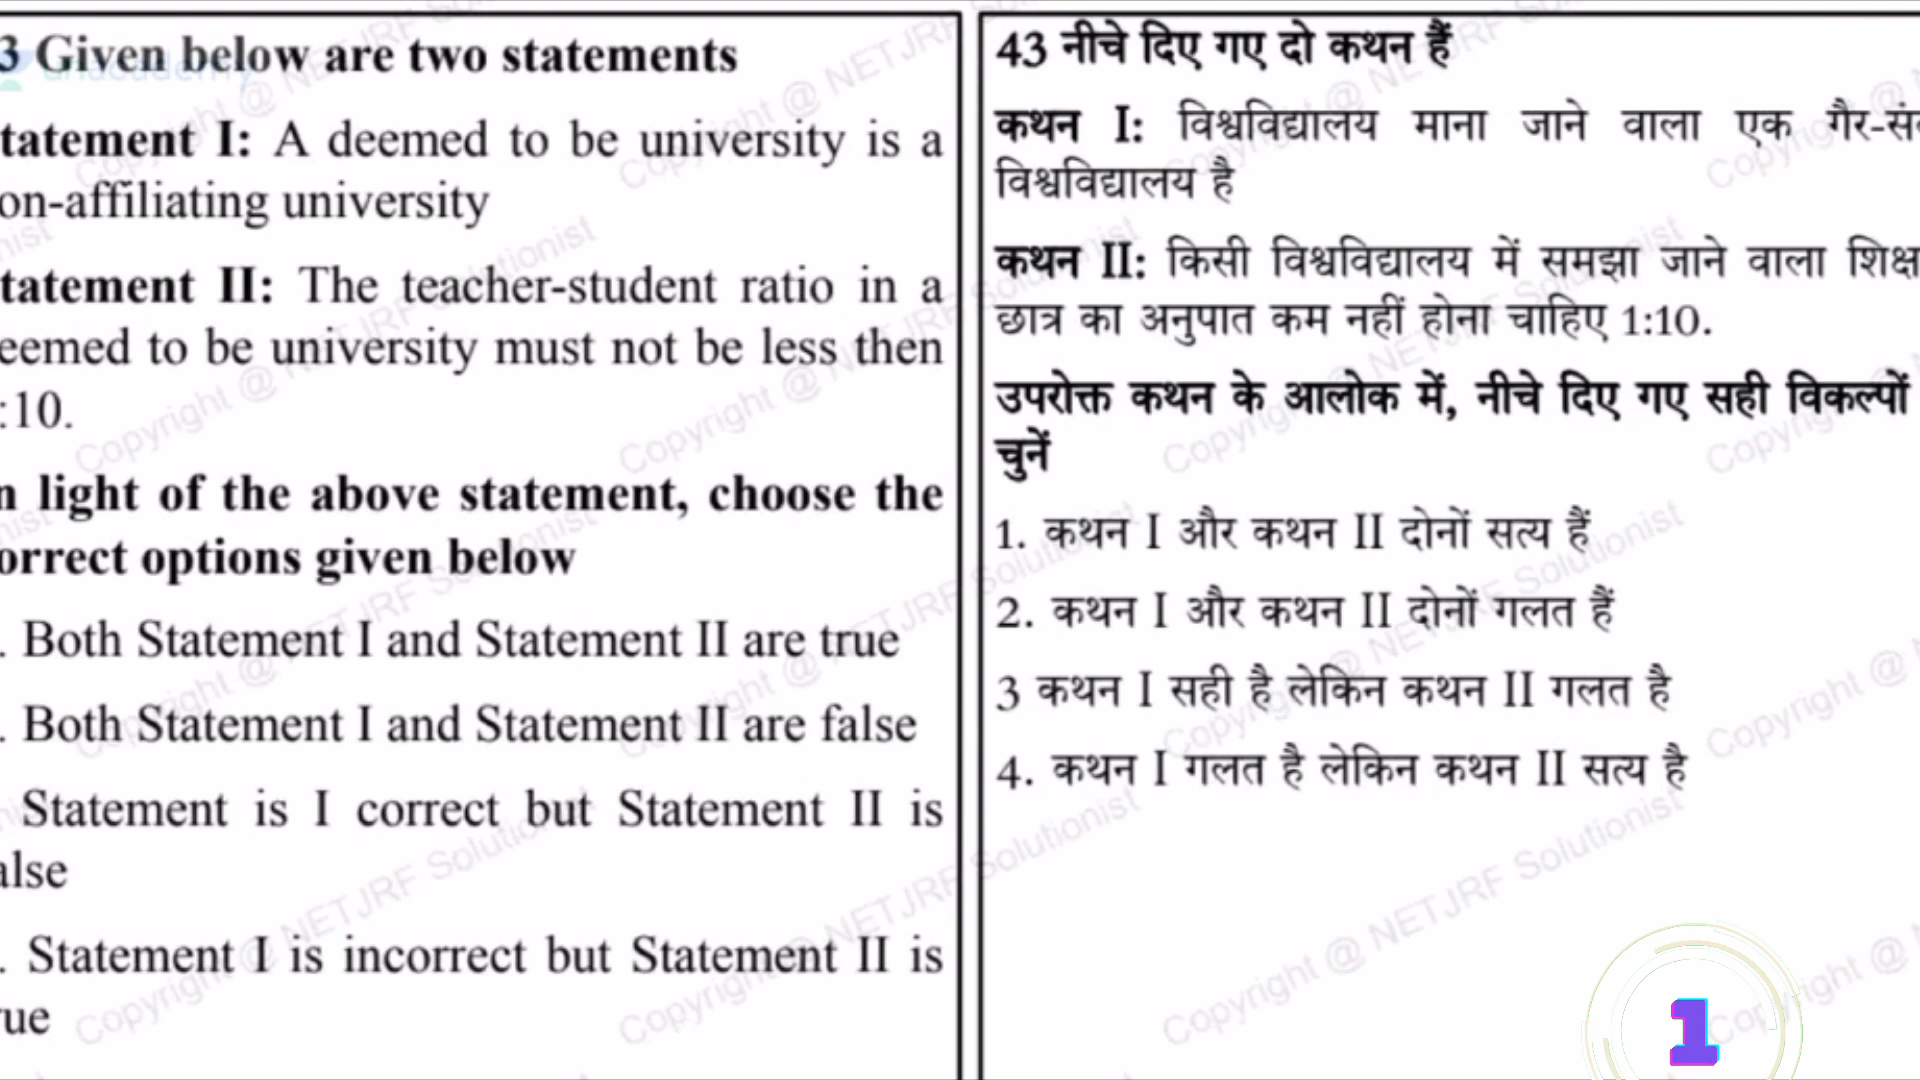 3 Given below are two statements
tatement I: A deemed to be university is a
on-affiliating university
tatement II: The teacher-student ratio in a
eemed to be university must not be less then
:10.
n light of the above statement, choose the
orrect options given below
. Both Statement I and Statement II are true
. Both Statement I and Statement II are false
Statement is I correct but Statement II is
alse
. Statement I is incorrect but Statement II is
rue
43 नीचे दिए गए दो कथन हैं
कथन I: विश्वविद्यालय माना जाने वाला एक गैर-सं
विश्वविद्यालय है
कथन II: किसी विश्वविद्यालय में समझा जाने वाला शिक्ष
छात्र का अनुपात कम नहीं होना चाहिए 1:10.
उपरोक्त कथन के आलोक में, नीचे दिए गए सही विकल्पों
चुनें
1. कथन I और कथन II दोनों सत्य हैं
2. कथन I और कथन II दोनों गलत हैं
3 कथन I सही है लेकिन कथन II गलत है
4. कथन I गलत है लेकिन कथन II सत्य है
1
Copyright @ NETJRF Solutionist
unacademy